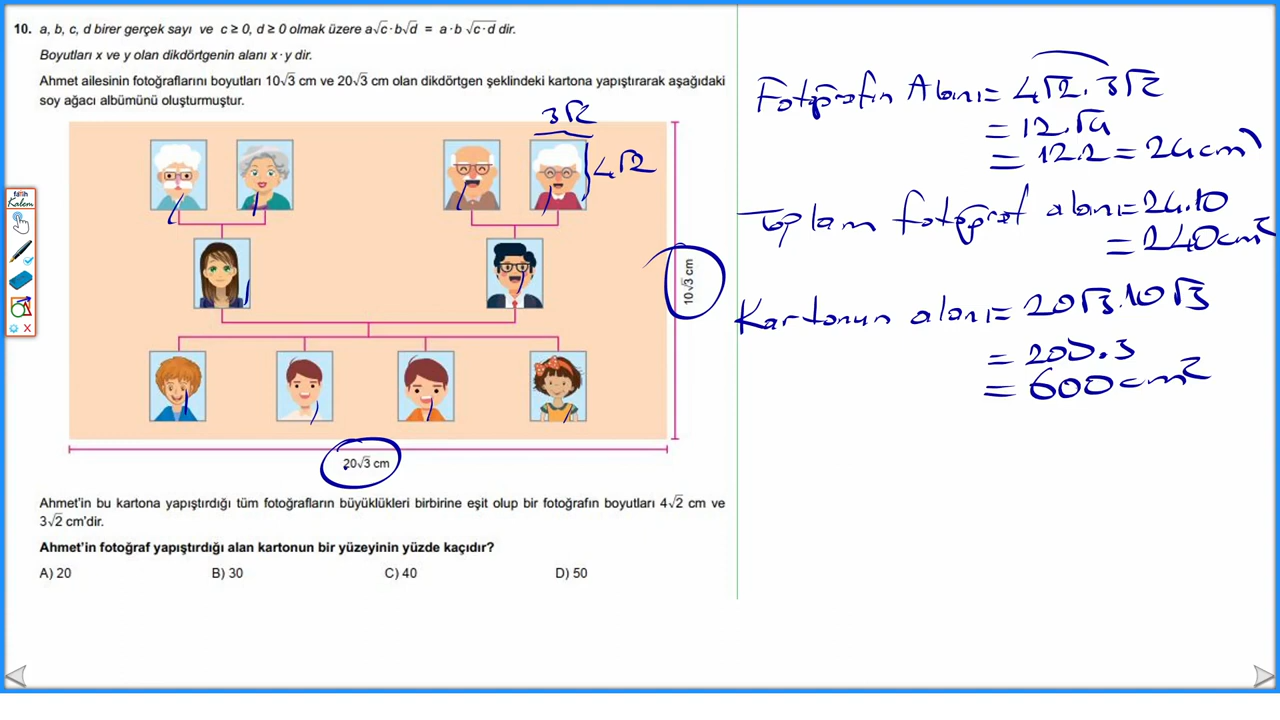 10. a, b, c, d birer gerçek sayı ve c ≥ 0, d ≥ 0 olmak üzere a√c · b√d = a · b √c · d dir.
Boyutları x ve y olan dikdörtgenin alanı x · y dir.
Ahmet ailesinin fotoğraflarını boyutları 10√3 cm ve 20√3 cm olan dikdörtgen şeklindeki kartona yapıştırarak aşağıdaki
soy ağacı albümünü oluşturmuştur.
3√2
4√2
10√3 cm
20√3 cm
Ahmet'in bu kartona yapıştırdığı tüm fotoğrafların büyüklükleri birbirine eşit olup bir fotoğrafın boyutları 4√2 cm ve
3√2 cm'dir.
Ahmet'in fotoğraf yapıştırdığı alan kartonun bir yüzeyinin yüzde kaçıdır?
A) 20 B) 30 C) 40 D) 50
fatih
Kalem
Fotoğrafın Alanı = 4√2 . 3√2
= 12.√4
= 12.2 = 24 cm²
Toplam fotoğraf alanı = 24.10
= 240 cm²
Kartonun alanı = 20√3.10√3
= 200.3
= 600 cm²